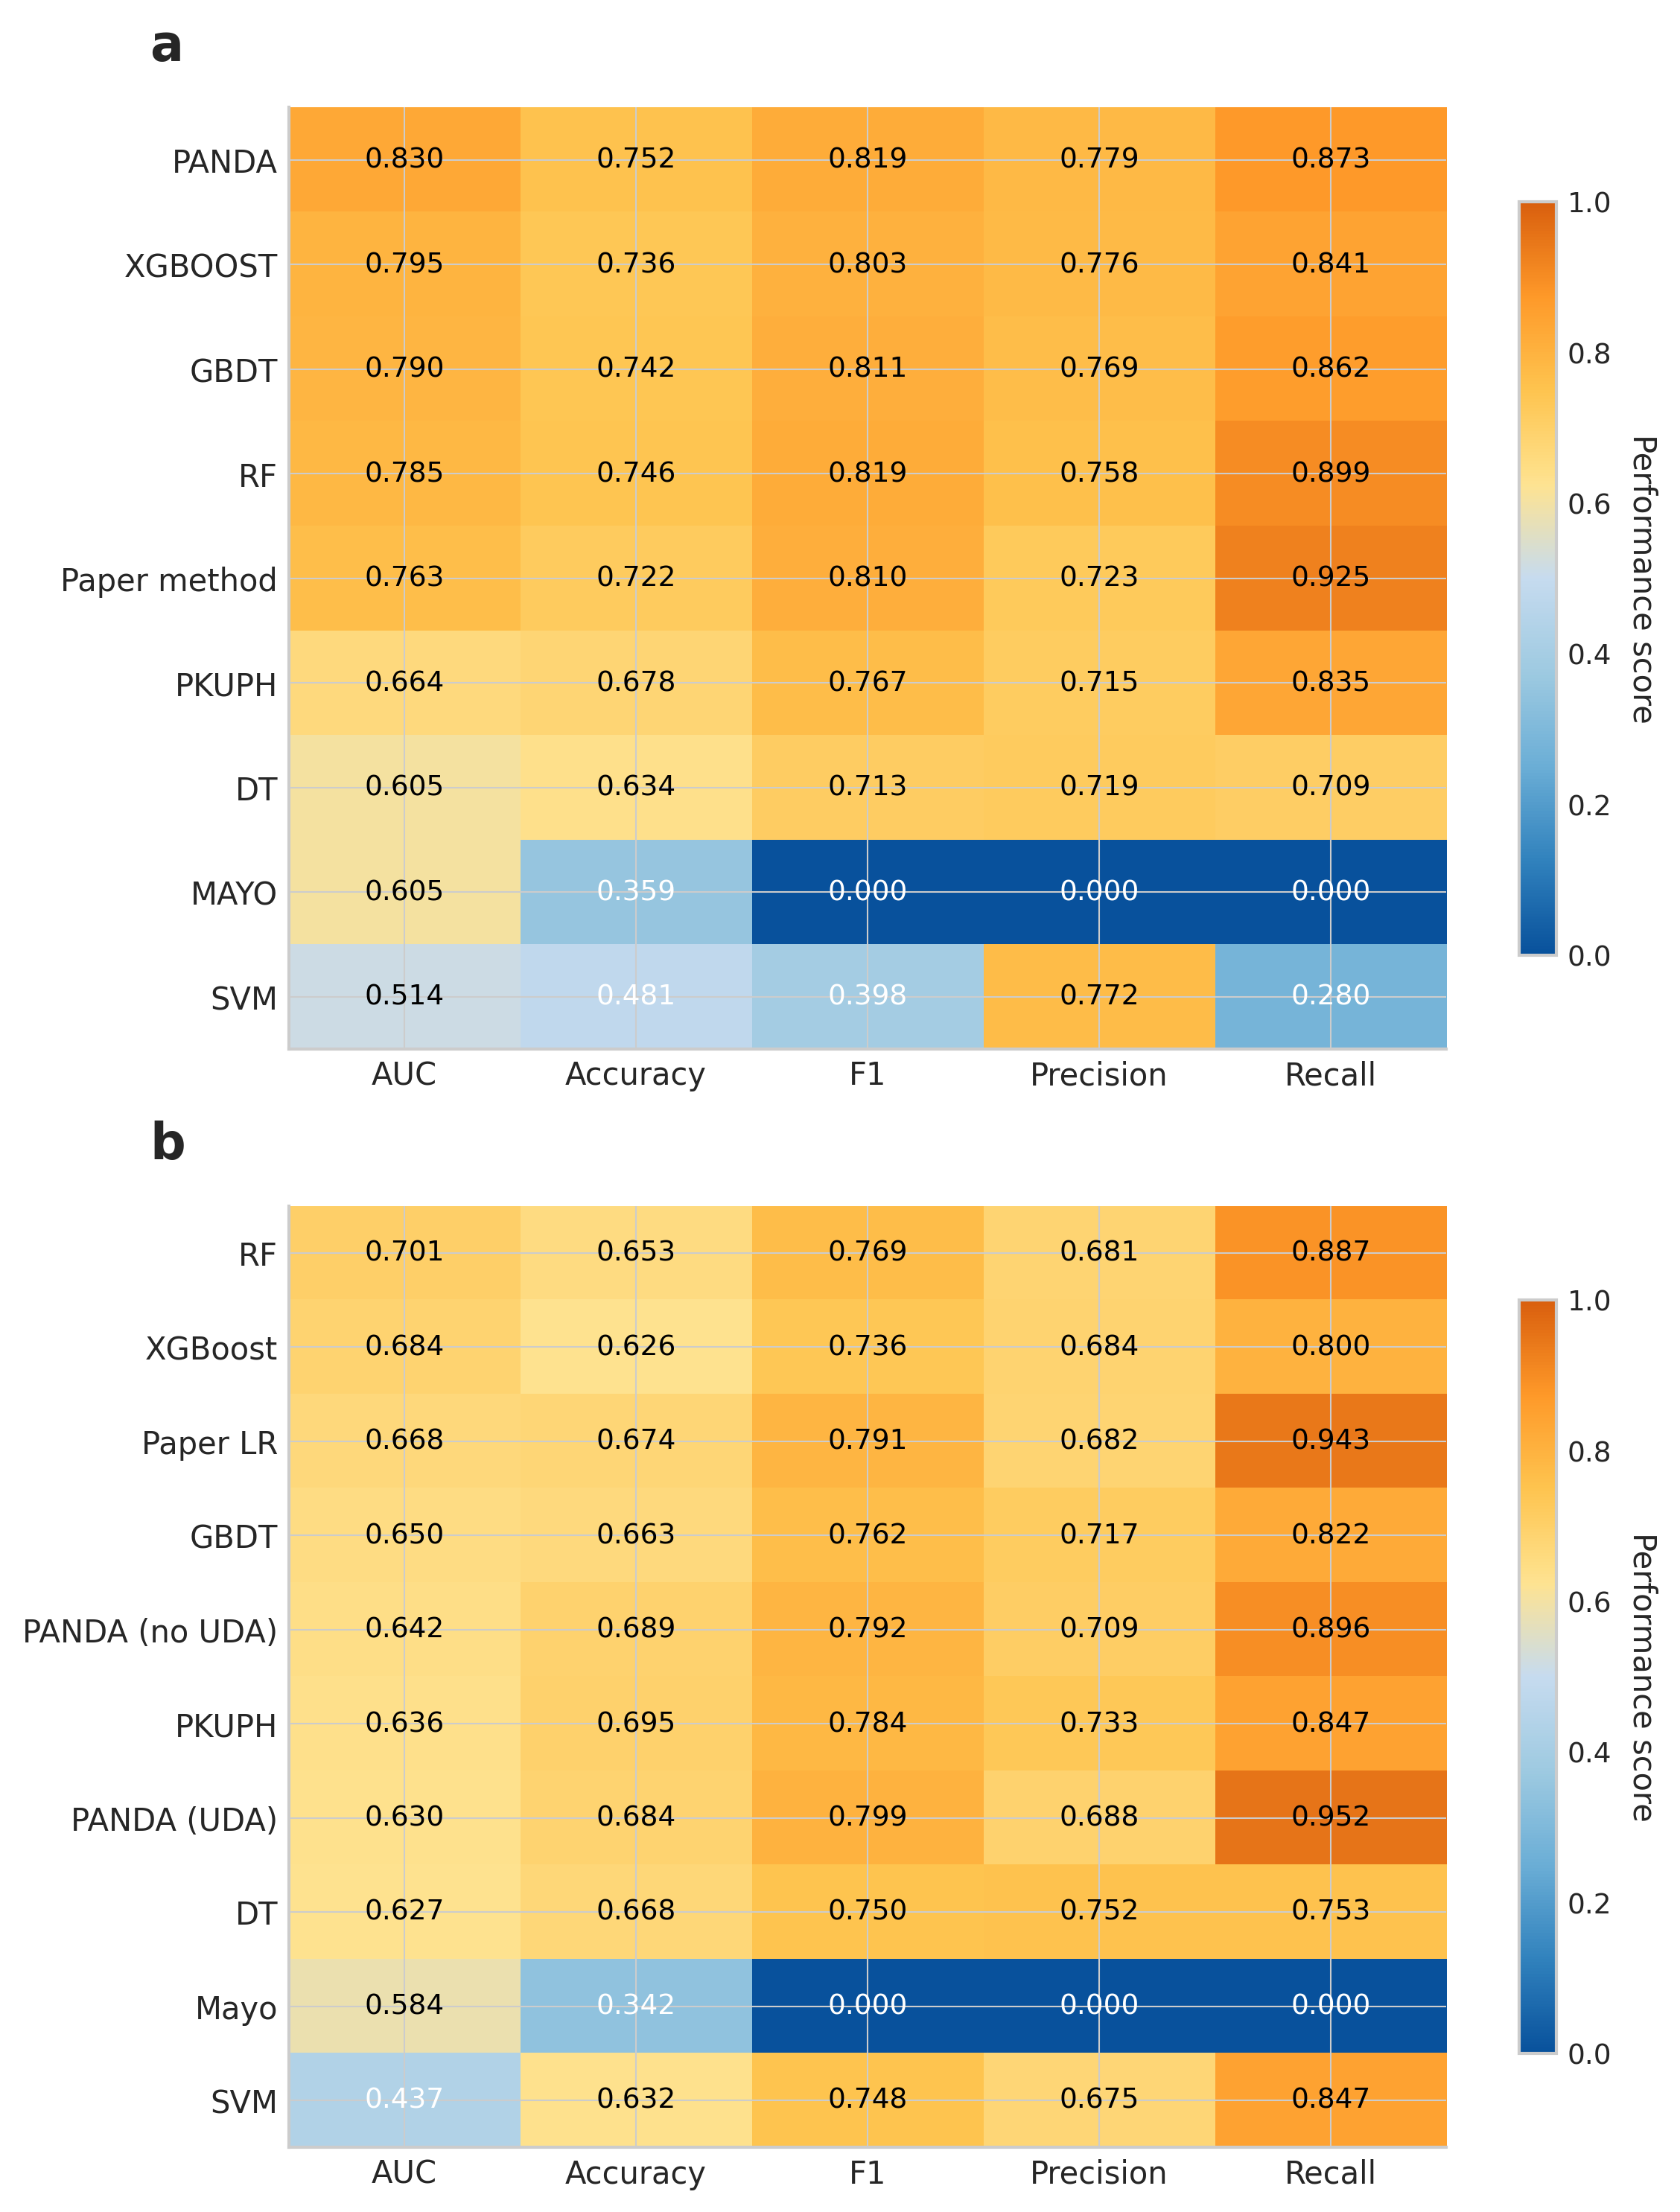 a
PANDA 0.830 0.752 0.819 0.779 0.873
XGBOOST 0.795 0.736 0.803 0.776 0.841
GBDT 0.790 0.742 0.811 0.769 0.862
RF 0.785 0.746 0.819 0.758 0.899
Paper method 0.763 0.722 0.810 0.723 0.925
PKUPH 0.664 0.678 0.767 0.715 0.835
DT 0.605 0.634 0.713 0.719 0.709
MAYO 0.605 0.359 0.000 0.000 0.000
SVM 0.514 0.481 0.398 0.772 0.280
AUC Accuracy F1 Precision Recall
1.0
0.8
0.6
0.4
0.2
0.0
Performance score
b
RF 0.701 0.653 0.769 0.681 0.887
XGBoost 0.684 0.626 0.736 0.684 0.800
Paper LR 0.668 0.674 0.791 0.682 0.943
GBDT 0.650 0.663 0.762 0.717 0.822
PANDA (no UDA) 0.642 0.689 0.792 0.709 0.896
PKUPH 0.636 0.695 0.784 0.733 0.847
PANDA (UDA) 0.630 0.684 0.799 0.688 0.952
DT 0.627 0.668 0.750 0.752 0.753
Mayo 0.584 0.342 0.000 0.000 0.000
SVM 0.437 0.632 0.748 0.675 0.847
AUC Accuracy F1 Precision Recall
1.0
0.8
0.6
0.4
0.2
0.0
Performance score